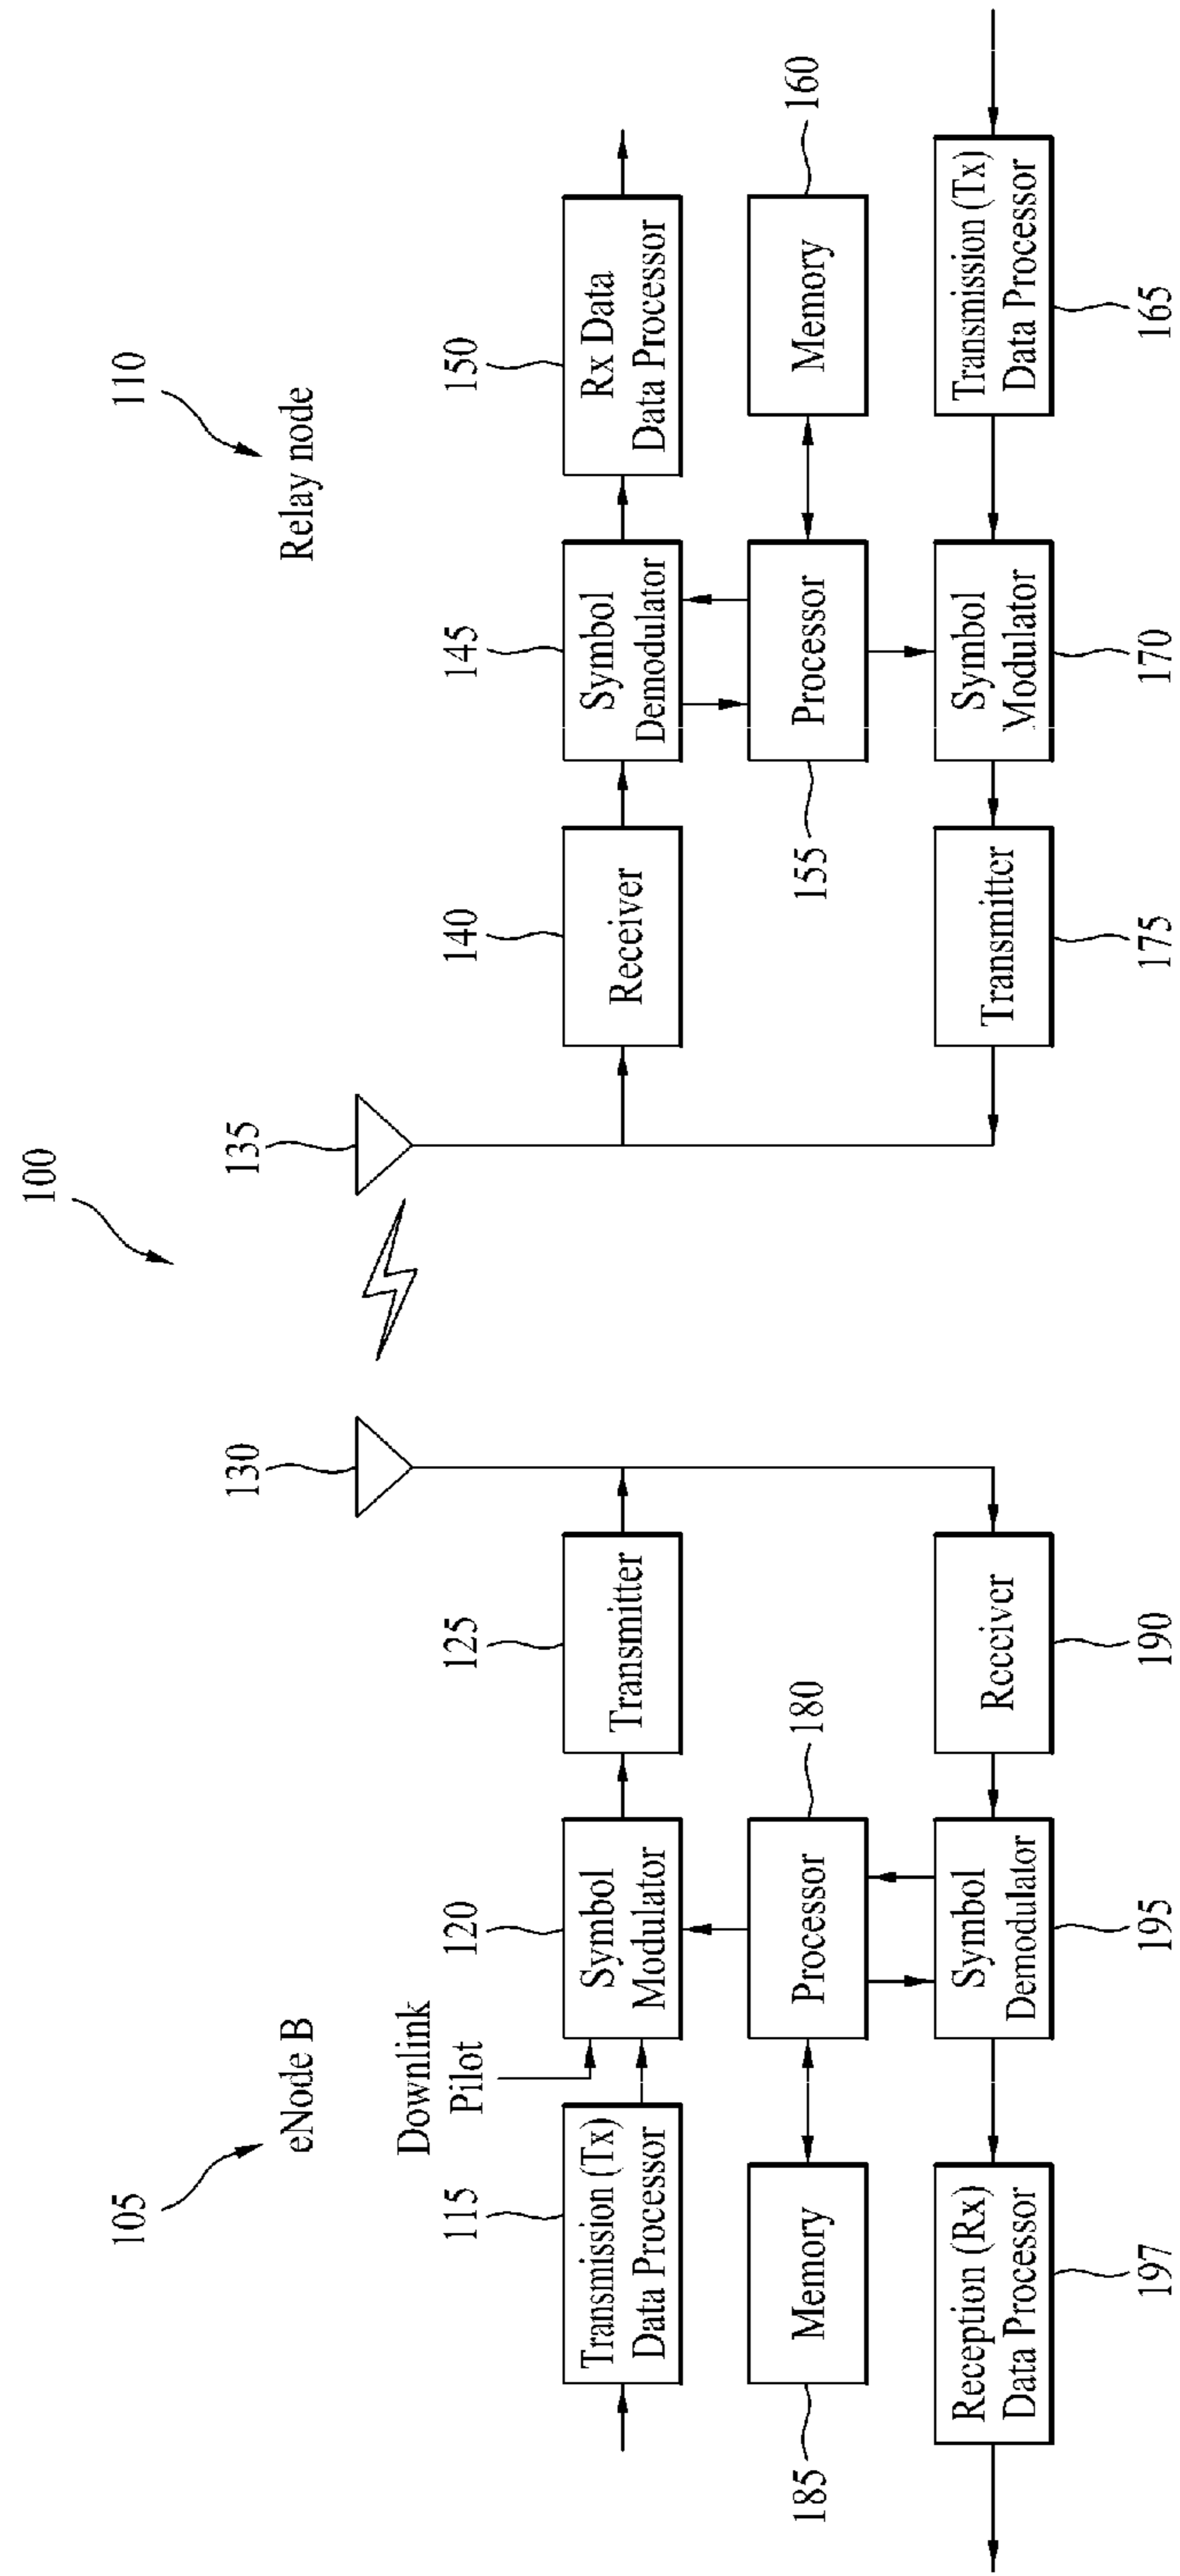 100
105
eNode B
110
Relay node
130
135
Downlink
Pilot
115
Transmission (Tx)
Data Processor
120
Symbol
Modulator
125
Transmitter
140
Receiver
145
Symbol
Demodulator
150
Rx Data
Data Processor
185
Memory
Processor
180
155
Processor
Memory
160
Reception (Rx)
Data Processor
197
Symbol
Demodulator
195
Receiver
190
Transmitter
175
Symbol
Modulator
170
Transmission (Tx)
Data Processor
165